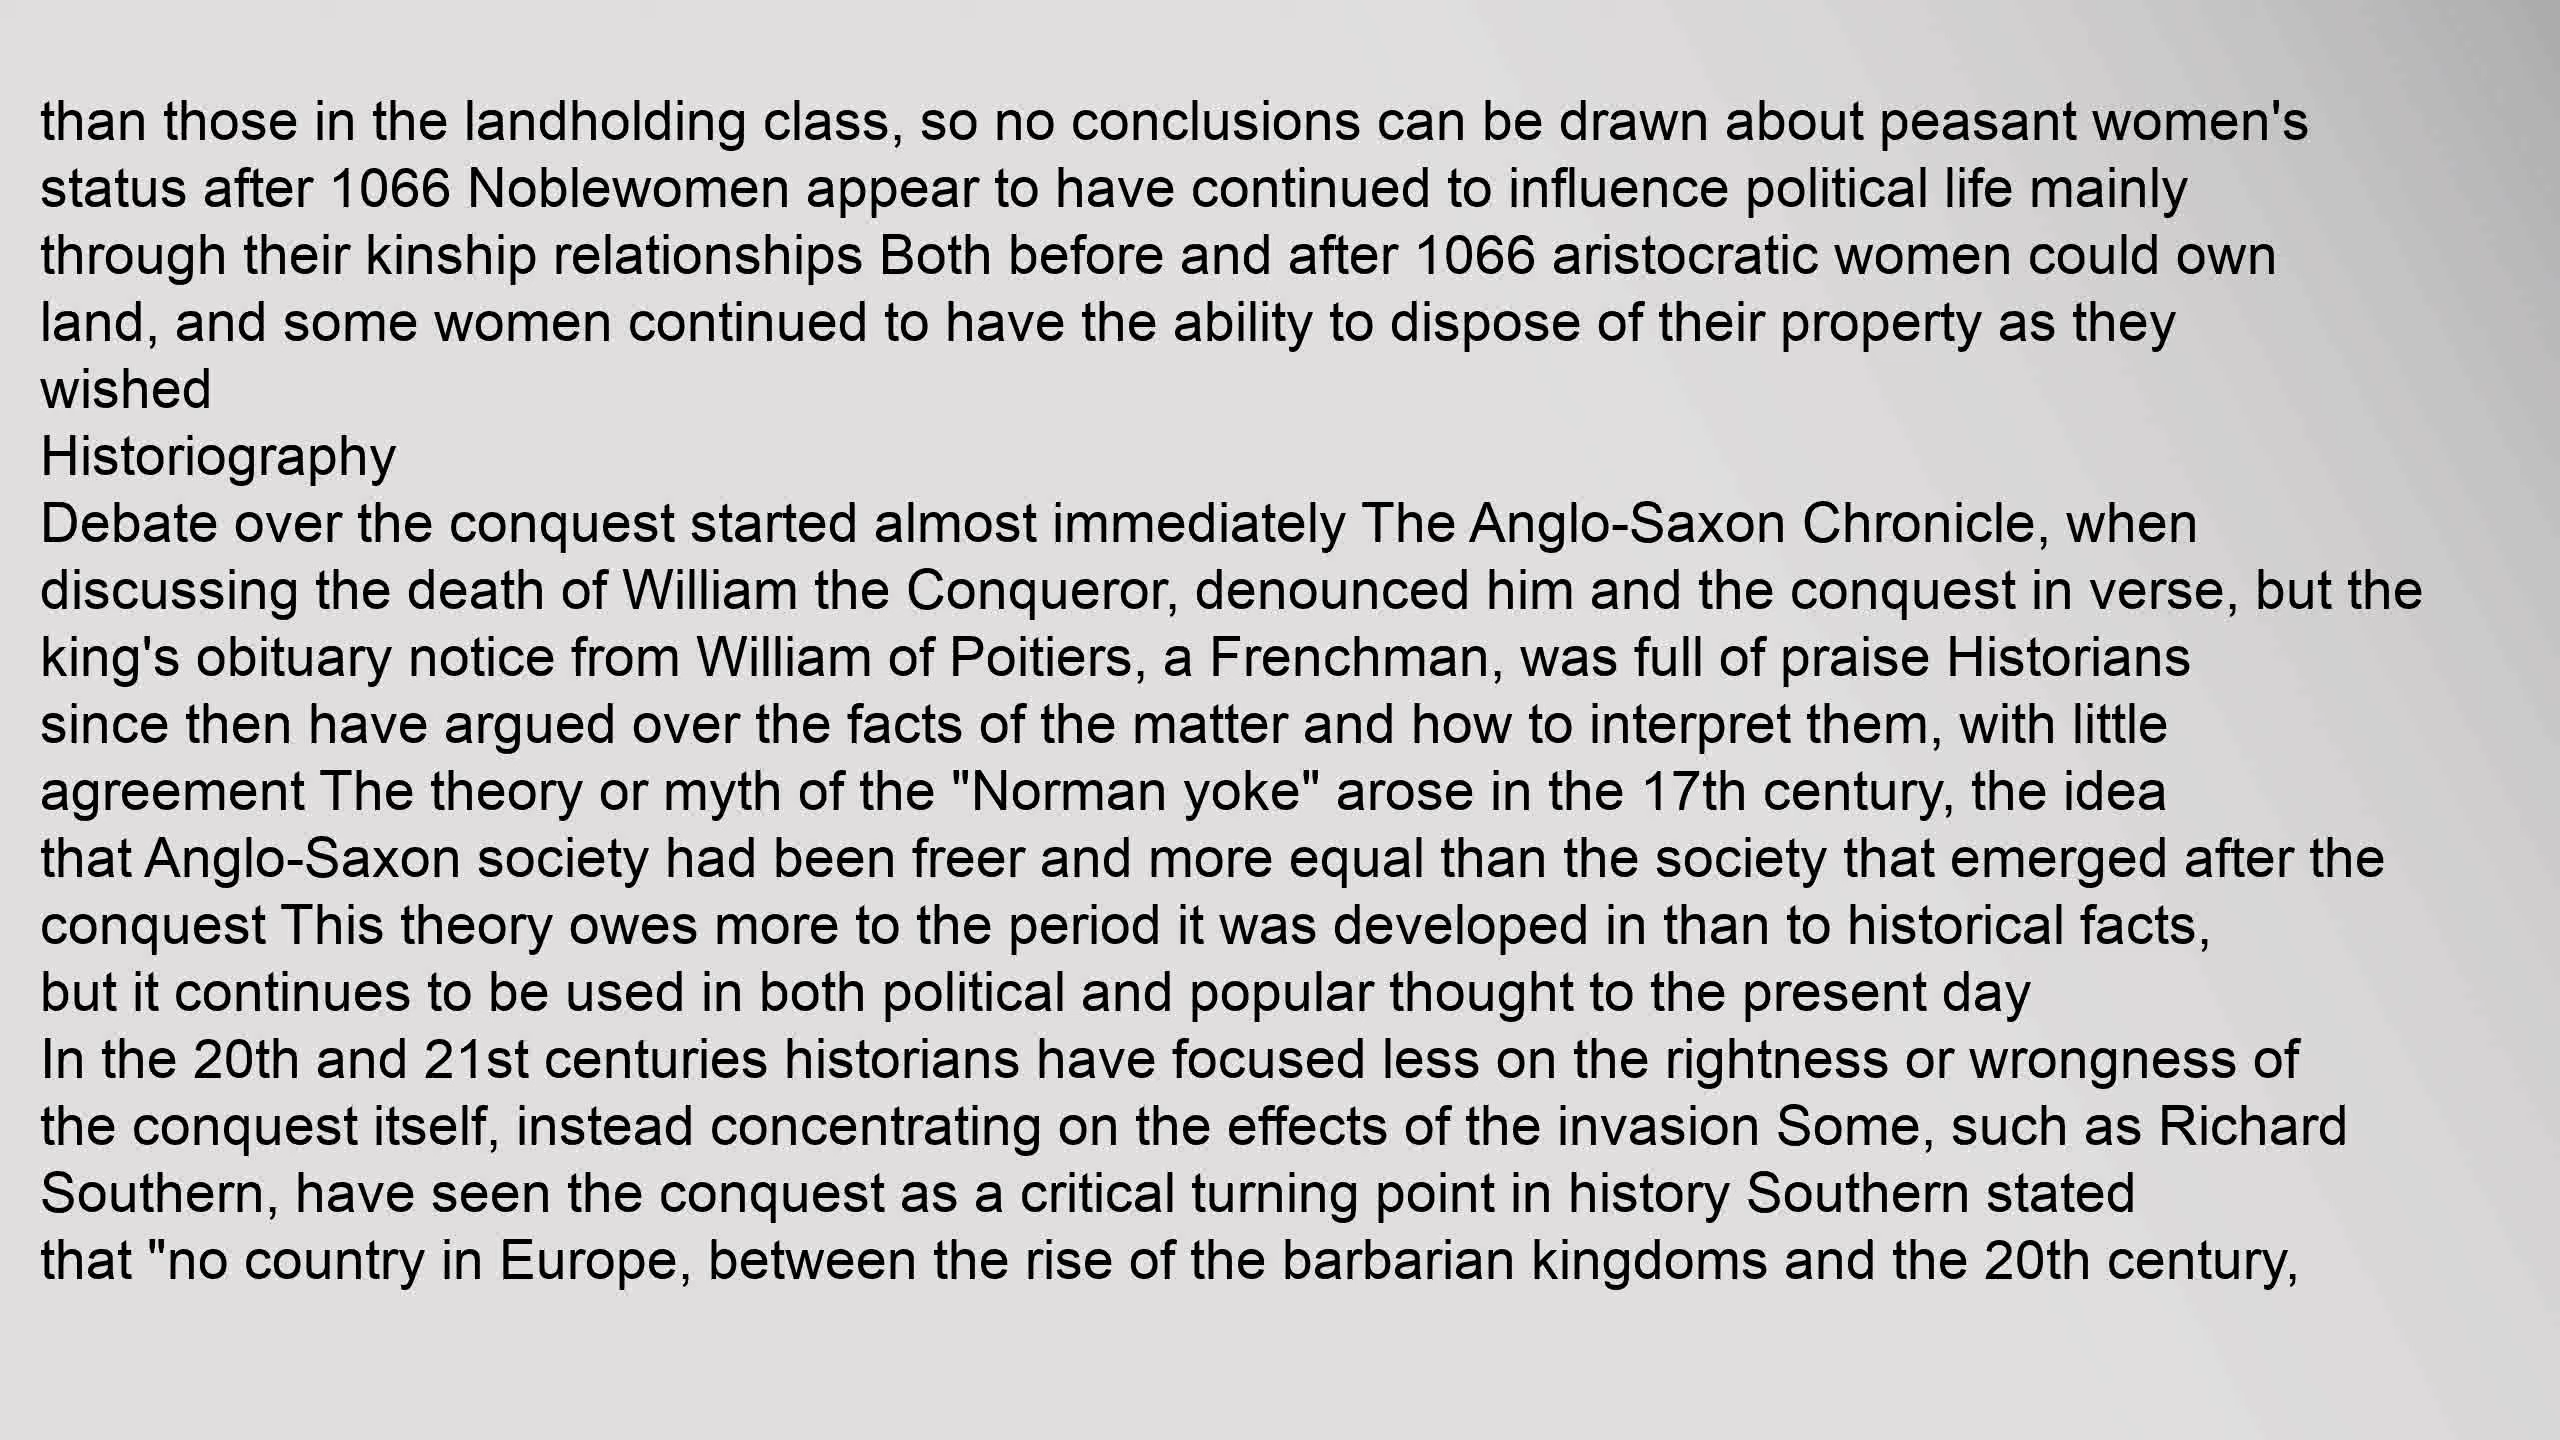 than those in the landholding class, so no conclusions can be drawn about peasant women's
status after 1066 Noblewomen appear to have continued to influence political life mainly
through their kinship relationships Both before and after 1066 aristocratic women could own
land, and some women continued to have the ability to dispose of their property as they
wished
Historiography
Debate over the conquest started almost immediately The Anglo-Saxon Chronicle, when
discussing the death of William the Conqueror, denounced him and the conquest in verse, but the
king's obituary notice from William of Poitiers, a Frenchman, was full of praise Historians
since then have argued over the facts of the matter and how to interpret them, with little
agreement The theory or myth of the "Norman yoke" arose in the 17th century, the idea
that Anglo-Saxon society had been freer and more equal than the society that emerged after the
conquest This theory owes more to the period it was developed in than to historical facts,
but it continues to be used in both political and popular thought to the present day
In the 20th and 21st centuries historians have focused less on the rightness or wrongness of
the conquest itself, instead concentrating on the effects of the invasion Some, such as Richard
Southern, have seen the conquest as a critical turning point in history Southern stated
that "no country in Europe, between the rise of the barbarian kingdoms and the 20th century,